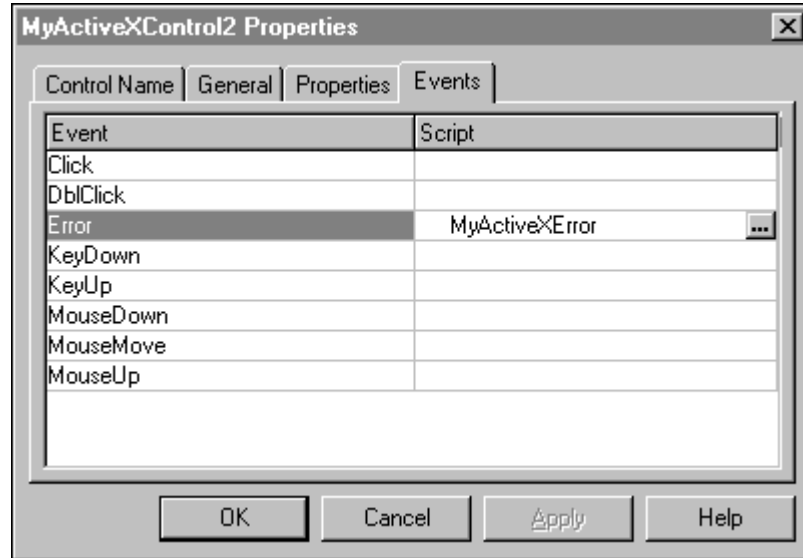 MyActiveXControl2 Properties
Control Name General Properties Events
Event Script
Click
DblClick
Error MyActiveXError ...
KeyDown
KeyUp
MouseDown
MouseMove
MouseUp
OK Cancel Apply Help